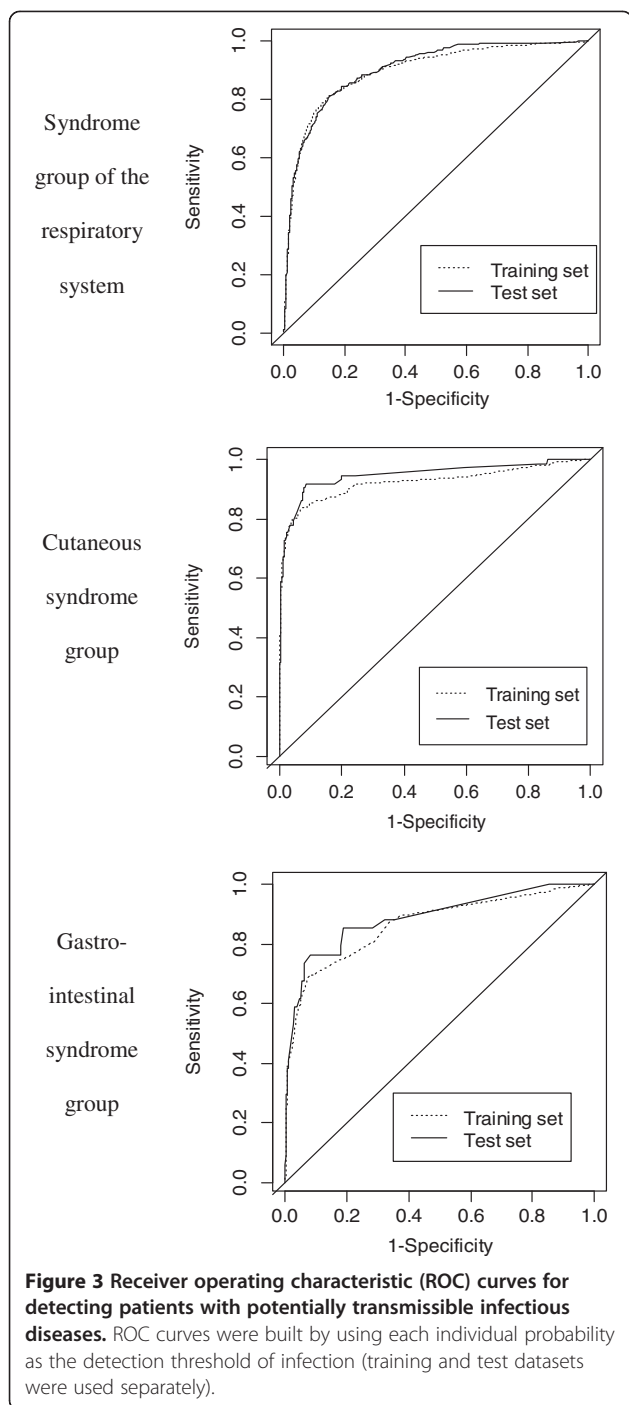 Syndrome
group of the
respiratory
system
Sensitivity
1.0
0.8
0.6
0.4
0.2
0.0
Training set
Test set
0.0 0.2 0.4 0.6 0.8 1.0
1-Specificity
Cutaneous
syndrome
group
Sensitivity
1.0
0.8
0.6
0.4
0.2
0.0
Training set
Test set
0.0 0.2 0.4 0.6 0.8 1.0
1-Specificity
Gastro-
intestinal
syndrome
group
Sensitivity
1.0
0.8
0.6
0.4
0.2
0.0
Training set
Test set
0.0 0.2 0.4 0.6 0.8 1.0
1-Specificity
Figure 3 Receiver operating characteristic (ROC) curves for
detecting patients with potentially transmissible infectious
diseases. ROC curves were built by using each individual probability
as the detection threshold of infection (training and test datasets
were used separately).